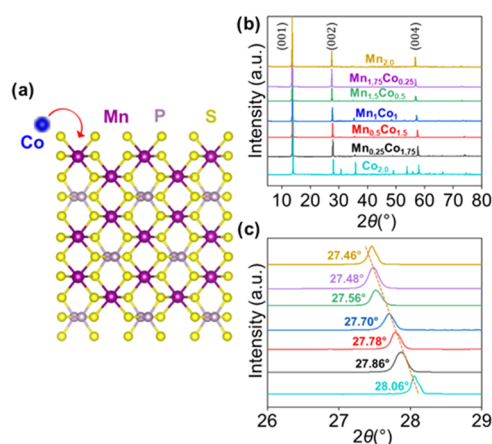 (a)
Co
Mn
P
S
(b)
Intensity (a.u.)
(001)
(002)
(004)
Mn2.0
Mn1.75Co0.25
Mn1.5Co0.5
Mn1Co1
Mn0.5Co1.5
Mn0.25Co1.75
Co2.0
10 20 30 40 50 60 70 80
2θ(°)
(c)
Intensity (a.u.)
27.46°
27.48°
27.56°
27.70°
27.78°
27.86°
28.06°
26 27 28 29
2θ(°)